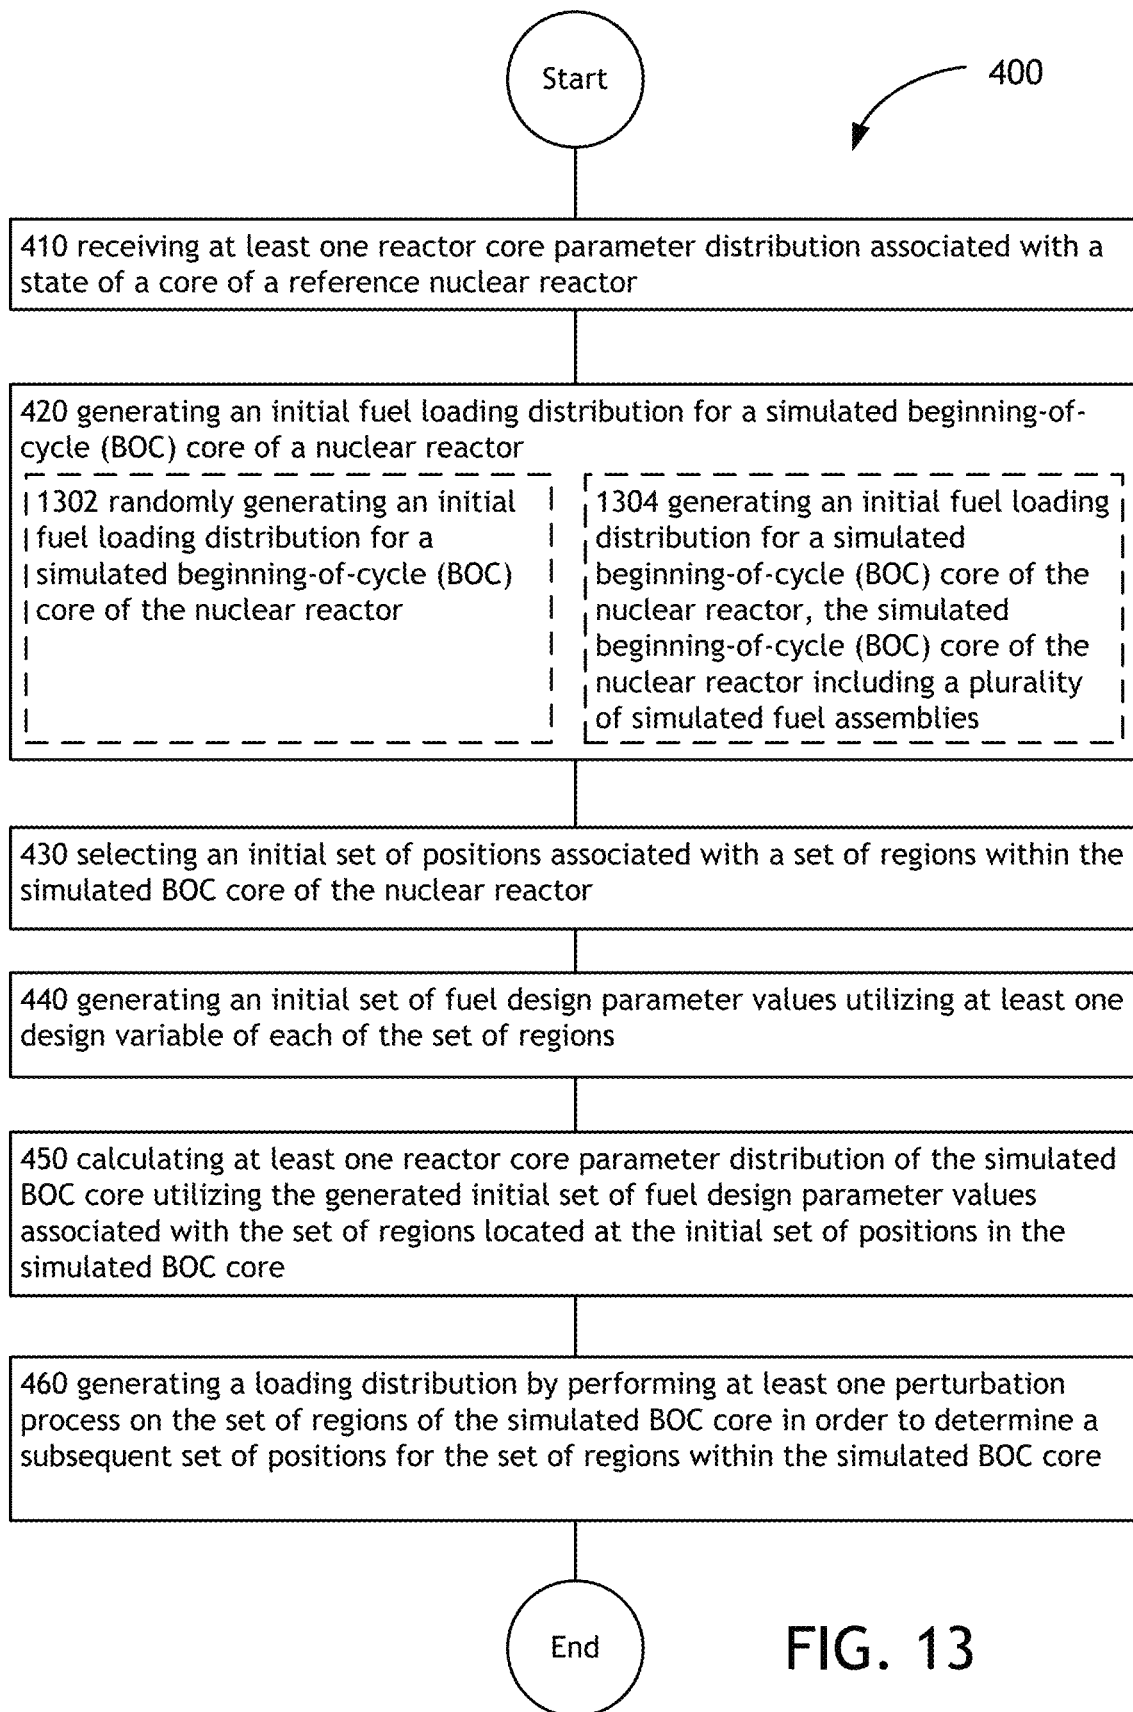 Start
400
410 receiving at least one reactor core parameter distribution associated with a
state of a core of a reference nuclear reactor
420 generating an initial fuel loading distribution for a simulated beginning-of-
cycle (BOC) core of a nuclear reactor
1302 randomly generating an initial
fuel loading distribution for a
simulated beginning-of-cycle (BOC)
core of the nuclear reactor
1304 generating an initial fuel loading
distribution for a simulated
beginning-of-cycle (BOC) core of the
nuclear reactor, the simulated
beginning-of-cycle (BOC) core of the
nuclear reactor including a plurality
of simulated fuel assemblies
430 selecting an initial set of positions associated with a set of regions within the
simulated BOC core of the nuclear reactor
440 generating an initial set of fuel design parameter values utilizing at least one
design variable of each of the set of regions
450 calculating at least one reactor core parameter distribution of the simulated
BOC core utilizing the generated initial set of fuel design parameter values
associated with the set of regions located at the initial set of positions in the
simulated BOC core
460 generating a loading distribution by performing at least one perturbation
process on the set of regions of the simulated BOC core in order to determine a
subsequent set of positions for the set of regions within the simulated BOC core
End
FIG. 13